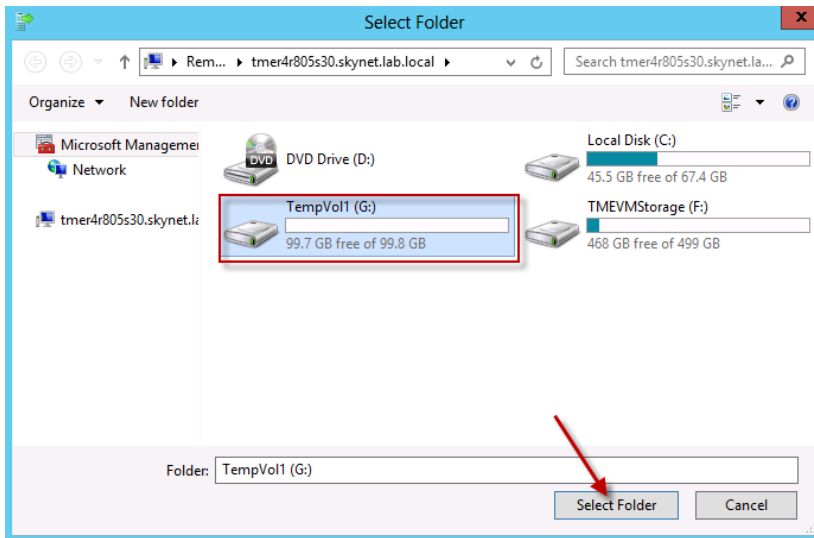 Select Folder
x
Rem... tmer4r805s30.skynet.lab.local
Search tmer4r805s30.skynet.la...
Organize
New folder
Microsoft Managemei
Network
tmer4r805s30.skynet.la
DVD
DVD Drive (D:)
Local Disk (C:)
45.5 GB free of 67.4 GB
TempVol1 (G:)
99.7 GB free of 99.8 GB
TMEVMStorage (F:)
468 GB free of 499 GB
Folder: TempVol1 (G:)
Select Folder
Cancel